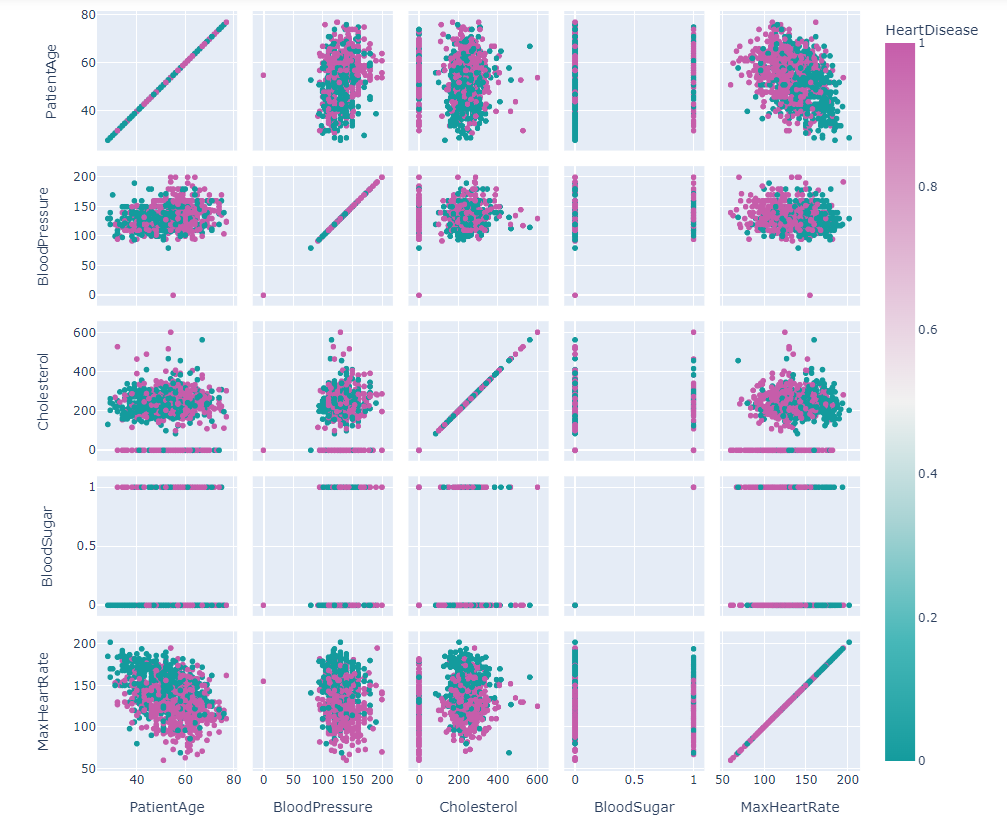 HeartDisease
80
60
40
PatientAge
1
200
150
100
50
0
BloodPressure
0.8
600
400
200
0
Cholesterol
0.6
1
0.5
0
BloodSugar
0.4
200
150
100
50
MaxHeartRate
0.2
0
40 60 80
0 50 100 150 200
0 200 400 600
0 0.5 1
50 100 150 200
PatientAge
BloodPressure
Cholesterol
BloodSugar
MaxHeartRate